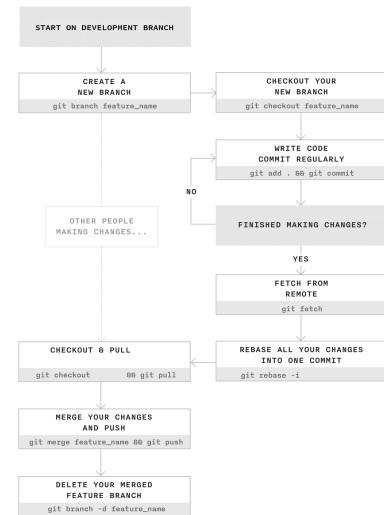 START ON DEVELOPMENT BRANCH
CREATE A
NEW BRANCH
git branch feature_name
CHECKOUT YOUR
NEW BRANCH
git checkout feature_name
WRITE CODE
COMMIT REGULARLY
git add . && git commit
NO
OTHER PEOPLE
MAKING CHANGES...
FINISHED MAKING CHANGES?
YES
FETCH FROM
REMOTE
git fetch
CHECKOUT & PULL
git checkout && git pull
REBASE ALL YOUR CHANGES
INTO ONE COMMIT
git rebase -i
MERGE YOUR CHANGES
AND PUSH
git merge feature_name && git push
DELETE YOUR MERGED
FEATURE BRANCH
git branch -d feature_name